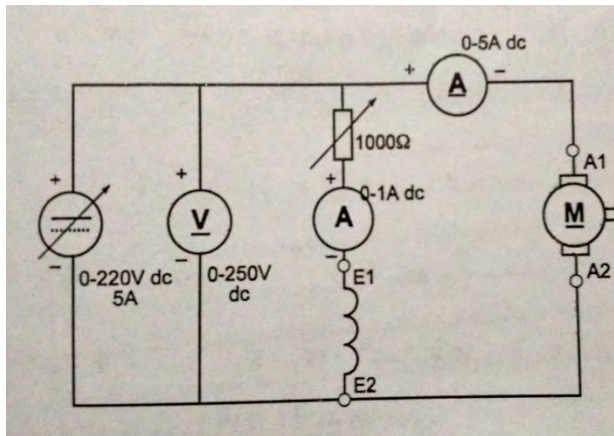 0-5A dc
+
A
−
1000Ω
A1
+
+
+
0-1A dc
V
A
M
−
−
−
0-220V dc
5A
0-250V
dc
E1
A2
E2